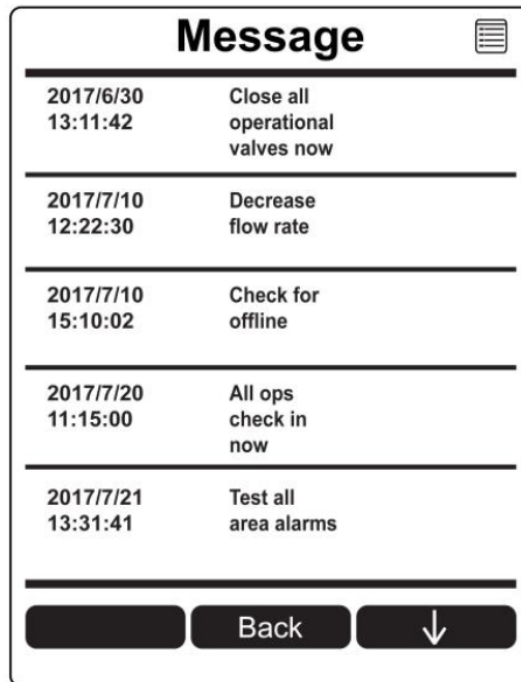 Message
2017/6/30 Close all
13:11:42 operational
valves now
2017/7/10 Decrease
12:22:30 flow rate
2017/7/10 Check for
15:10:02 offline
2017/7/20 All ops
11:15:00 check in
now
2017/7/21 Test all
13:31:41 area alarms
Back ↓